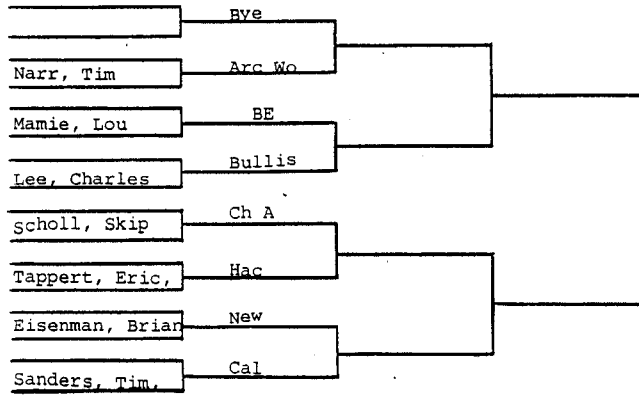 Bye
Narr, Tim Arc Wo
Mamie, Lou BE
Lee, Charles Bullis
Scholl, Skip Ch A
Tappert, Eric, Hac
Eisenman, Brian New
Sanders, Tim, Cal